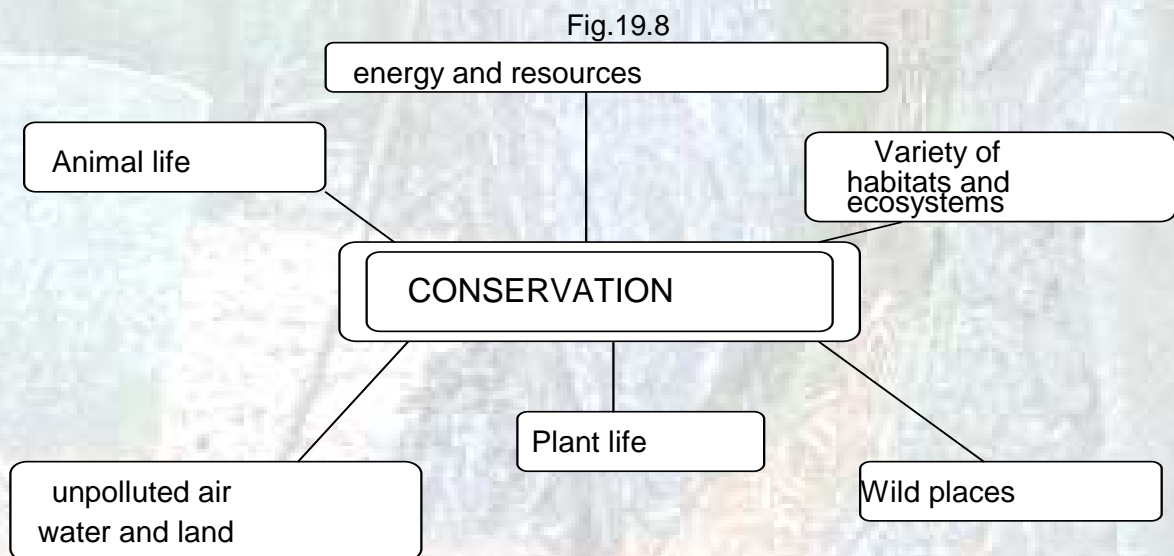 Fig.19.8
energy and resources
Animal life
Variety of
habitats and
ecosystems
CONSERVATION
Plant life
unpolluted air
water and land
Wild places